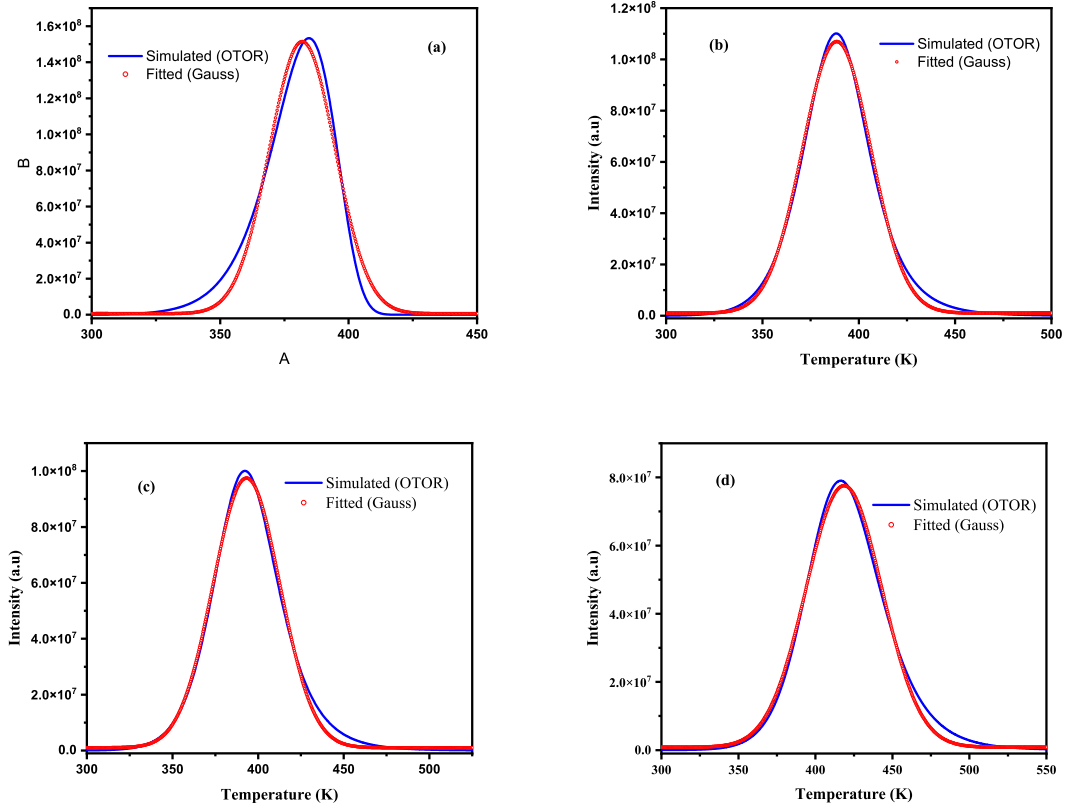 (a)
Simulated (OTOR)
Fitted (Gauss)
1.6×10⁸
1.4×10⁸
1.2×10⁸
1.0×10⁸
8.0×10⁷
6.0×10⁷
4.0×10⁷
2.0×10⁷
0.0
B
300 350 400 450
A
(b)
Simulated (OTOR)
Fitted (Gauss)
1.2×10⁸
1.0×10⁸
8.0×10⁷
6.0×10⁷
4.0×10⁷
2.0×10⁷
0.0
Intensity (a.u)
300 350 400 450 500
Temperature (K)
(c)
Simulated (OTOR)
Fitted (Gauss)
1.0×10⁸
8.0×10⁷
6.0×10⁷
4.0×10⁷
2.0×10⁷
0.0
Intensity (a.u)
300 350 400 450 500
Temperature (K)
(d)
Simulated (OTOR)
Fitted (Gauss)
8.0×10⁷
6.0×10⁷
4.0×10⁷
2.0×10⁷
0.0
Intensity (a.u)
300 350 400 450 500 550
Temperature (K)